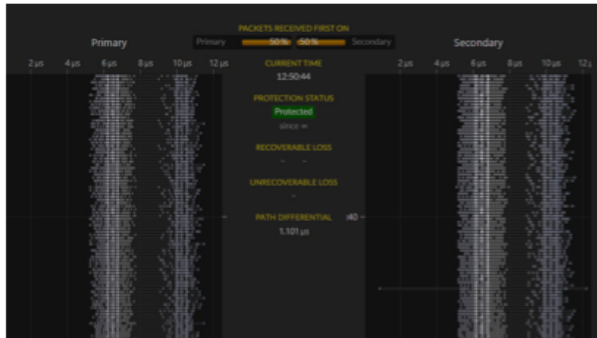 PACKETS RECEIVED FIRST ON
Primary
Primary 50 % 50 % Secondary
Secondary
2 µs 4 µs 6 µs 8 µs 10 µs 12 µs
CURRENT TIME
2 µs 4 µs 6 µs 8 µs 10 µs 12
12:50:44
PROTECTION STATUS
Protected
since ∞
RECOVERABLE LOSS
- -
UNRECOVERABLE LOSS
-
PATH DIFFERENTIAL
:40
1.101 µs